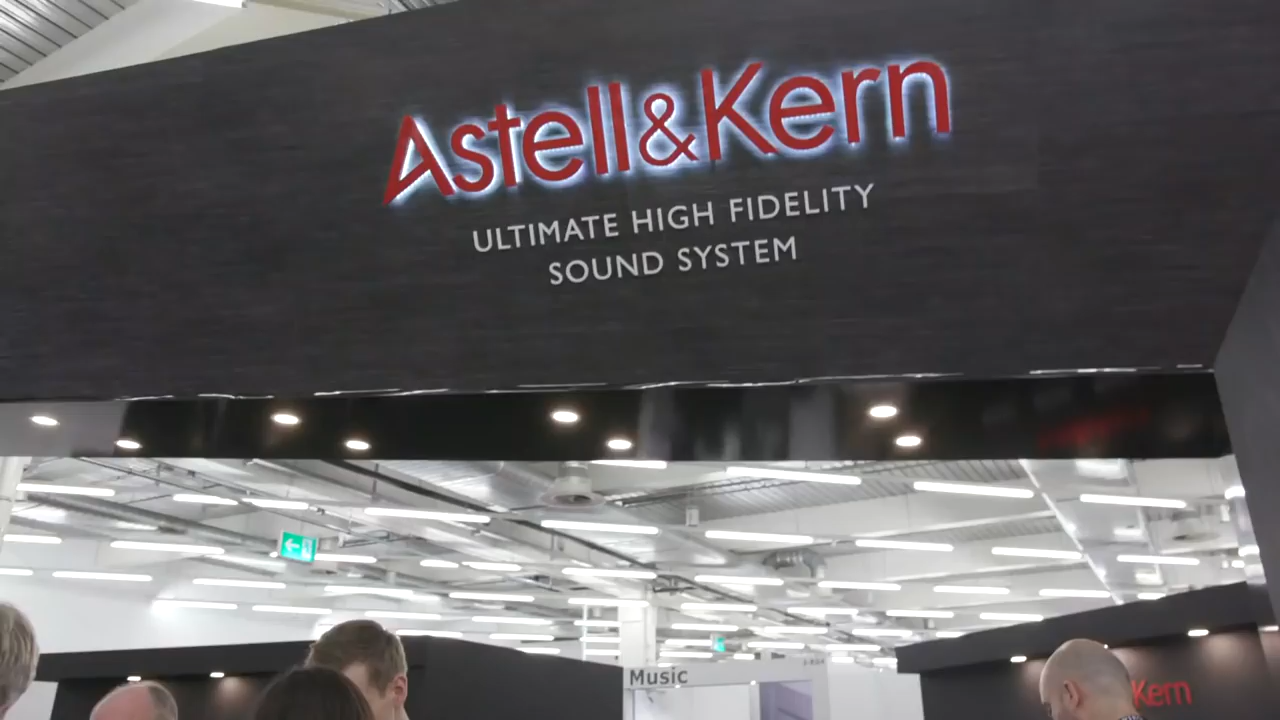 Astell&Kern
ULTIMATE HIGH FIDELITY
SOUND SYSTEM
Music
Kern